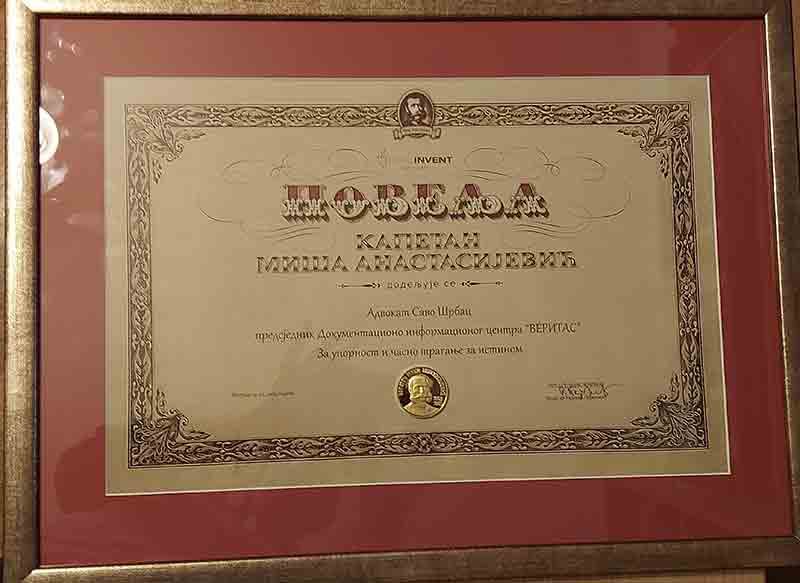 INVENT
ПОВЕЉА
КАПЕТАН
МИША АНАСТАСИЈЕВИЋ
додељује се
Адвокат Саво Штрбац
предсједник Документационо информационог центра "ВЕРИТАС"
За упорност и часно трагање за истином